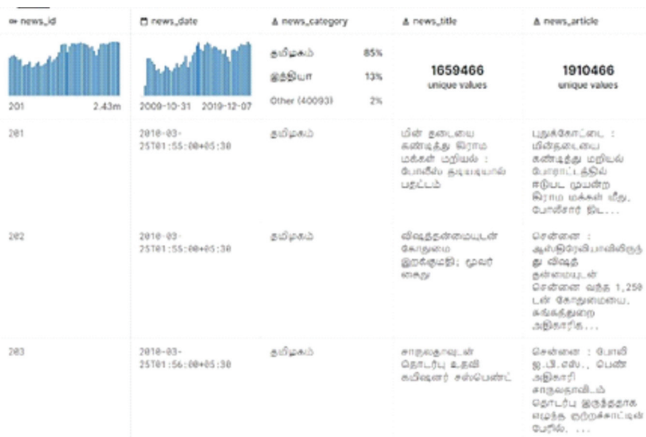 news_id
news_date
news_category
news_title
news_article
தமிழகம் 85%
இந்தியா 13%
Other (40093) 2%
1659466
unique values
1910466
unique values
201 2.43m
2009-10-31 2019-12-07
201
2010-03-
25T01:55:00+05:30
தமிழகம்
மின் தடையை
கண்டித்து கிராம
மக்கள் மறியல் :
போலீஸ் தடியடியால்
பதட்டம்
புதுக்கோட்டை :
மின்தடையை
கண்டித்து மறியல்
போராட்டத்தில்
ஈடுபட முயன்ற
கிராம மக்கள் மீது,
போலீசார் திட...
202
2010-03-
25T01:55:00+05:30
தமிழகம்
விஷத்தன்மையுடன்
கோதுமை
இறக்குமதி; மூவர்
கைது
சென்னை :
ஆஸ்திரேலியாவிலிருந்
து விஷத்
தன்மையுடன்
சென்னை வந்த 1,250
டன் கோதுமையை,
சுங்கத்துறை
அதிகாரிக...
203
2010-03-
25T01:56:00+05:30
தமிழகம்
சாருலதாவுடன்
தொடர்பு உதவி
கமிஷனர் சஸ்பெண்ட்
சென்னை : போலி
ஐ.பி.எஸ்., பெண்
அதிகாரி
சாருலதாவிடம்
தொடர்பு இருந்ததாக
எழுந்த குற்றச்சாட்டின்
பேரில், ...